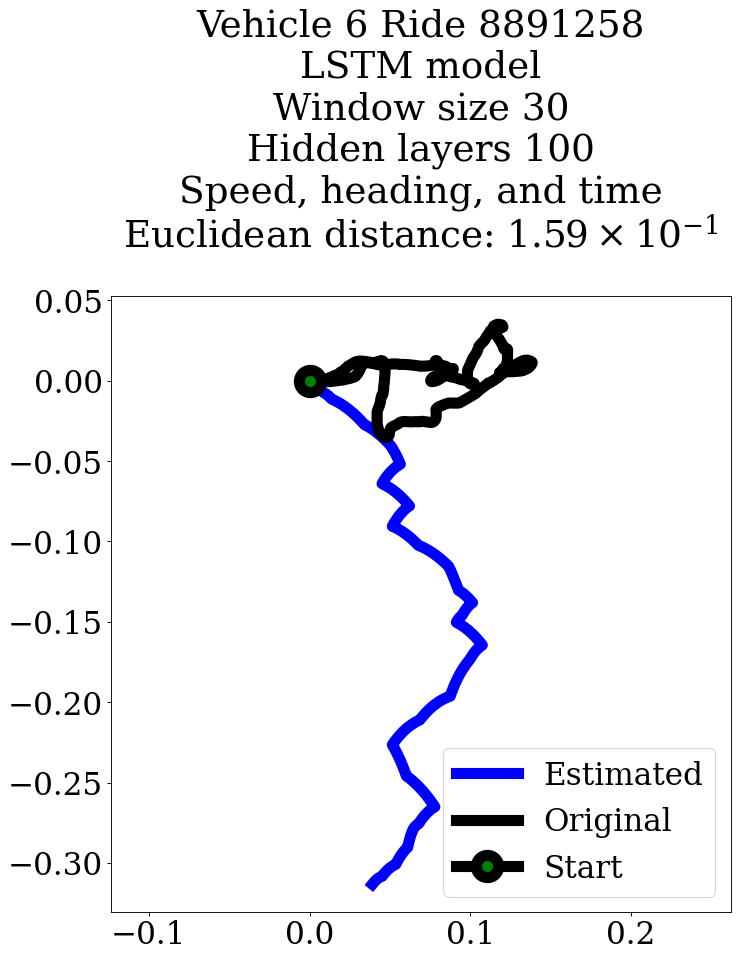 Vehicle 6 Ride 8891258
LSTM model
Window size 30
Hidden layers 100
Speed, heading, and time
Euclidean distance: 1.59 × 10⁻¹
0.05
0.00
−0.05
−0.10
−0.15
−0.20
−0.25
−0.30
−0.1 0.0 0.1 0.2
Estimated
Original
Start